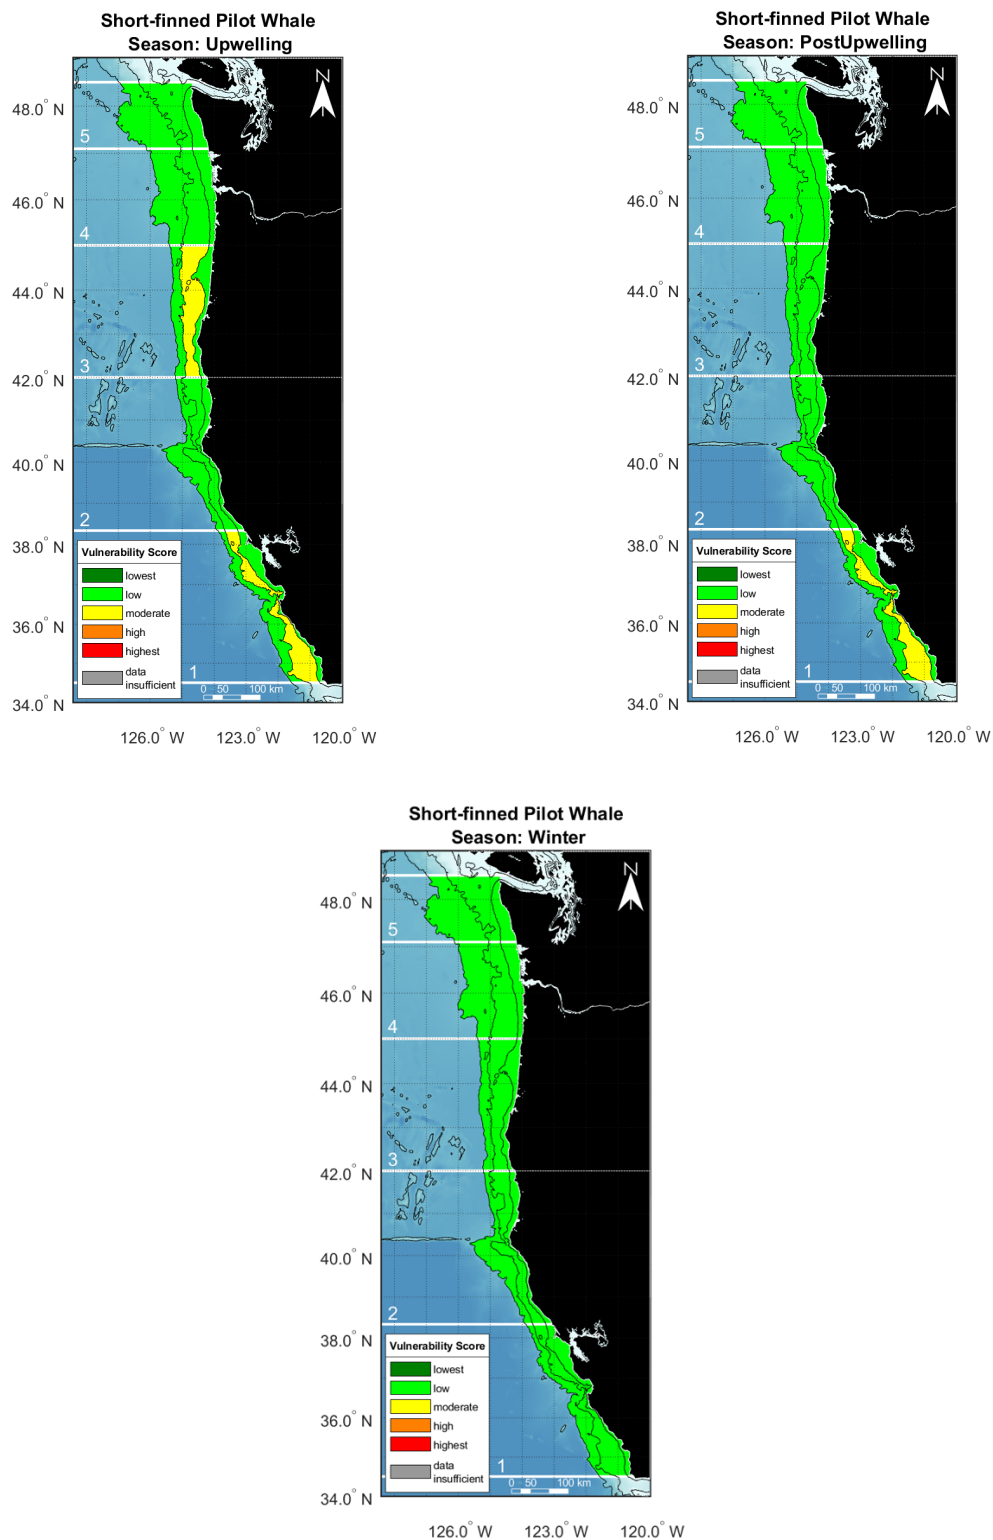 Short-finned Pilot Whale
Season: Upwelling
N
48.0° N
5
46.0° N
4
44.0° N
3
42.0° N
40.0° N
2
38.0° N
Vulnerability Score
lowest
low
moderate
high
highest
data
insufficient
36.0° N
1
0 50 100 km
34.0° N
126.0° W 123.0° W 120.0° W
Short-finned Pilot Whale
Season: PostUpwelling
N
48.0° N
5
46.0° N
4
44.0° N
3
42.0° N
40.0° N
2
38.0° N
Vulnerability Score
lowest
low
moderate
high
highest
data
insufficient
36.0° N
1
0 50 100 km
34.0° N
126.0° W 123.0° W 120.0° W
Short-finned Pilot Whale
Season: Winter
N
48.0° N
5
46.0° N
4
44.0° N
3
42.0° N
40.0° N
2
38.0° N
Vulnerability Score
lowest
low
moderate
high
highest
data
insufficient
36.0° N
1
0 50 100 km
34.0° N
126.0° W 123.0° W 120.0° W